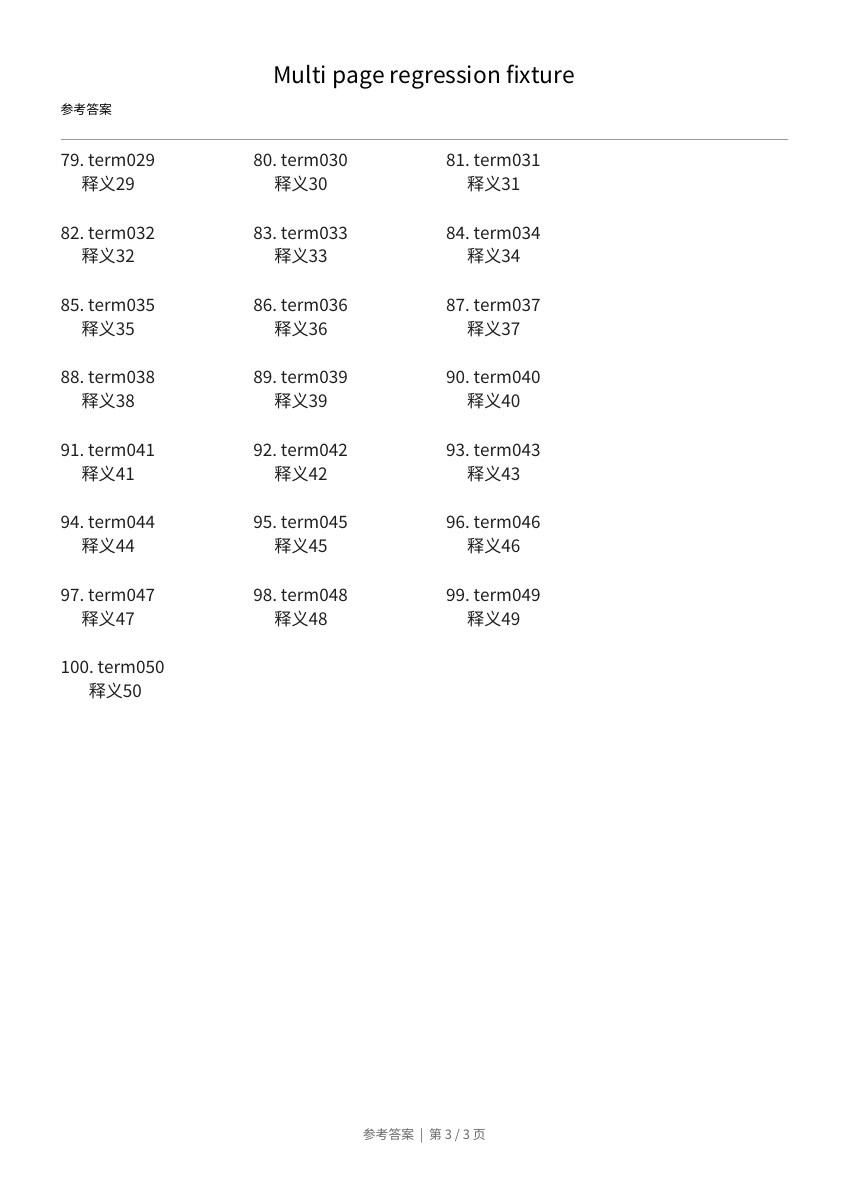 Multi page regression fixture
参考答案
79. term029 80. term030 81. term031
释义29 释义30 释义31
82. term032 83. term033 84. term034
释义32 释义33 释义34
85. term035 86. term036 87. term037
释义35 释义36 释义37
88. term038 89. term039 90. term040
释义38 释义39 释义40
91. term041 92. term042 93. term043
释义41 释义42 释义43
94. term044 95. term045 96. term046
释义44 释义45 释义46
97. term047 98. term048 99. term049
释义47 释义48 释义49
100. term050
释义50
参考答案 | 第 3 / 3 页